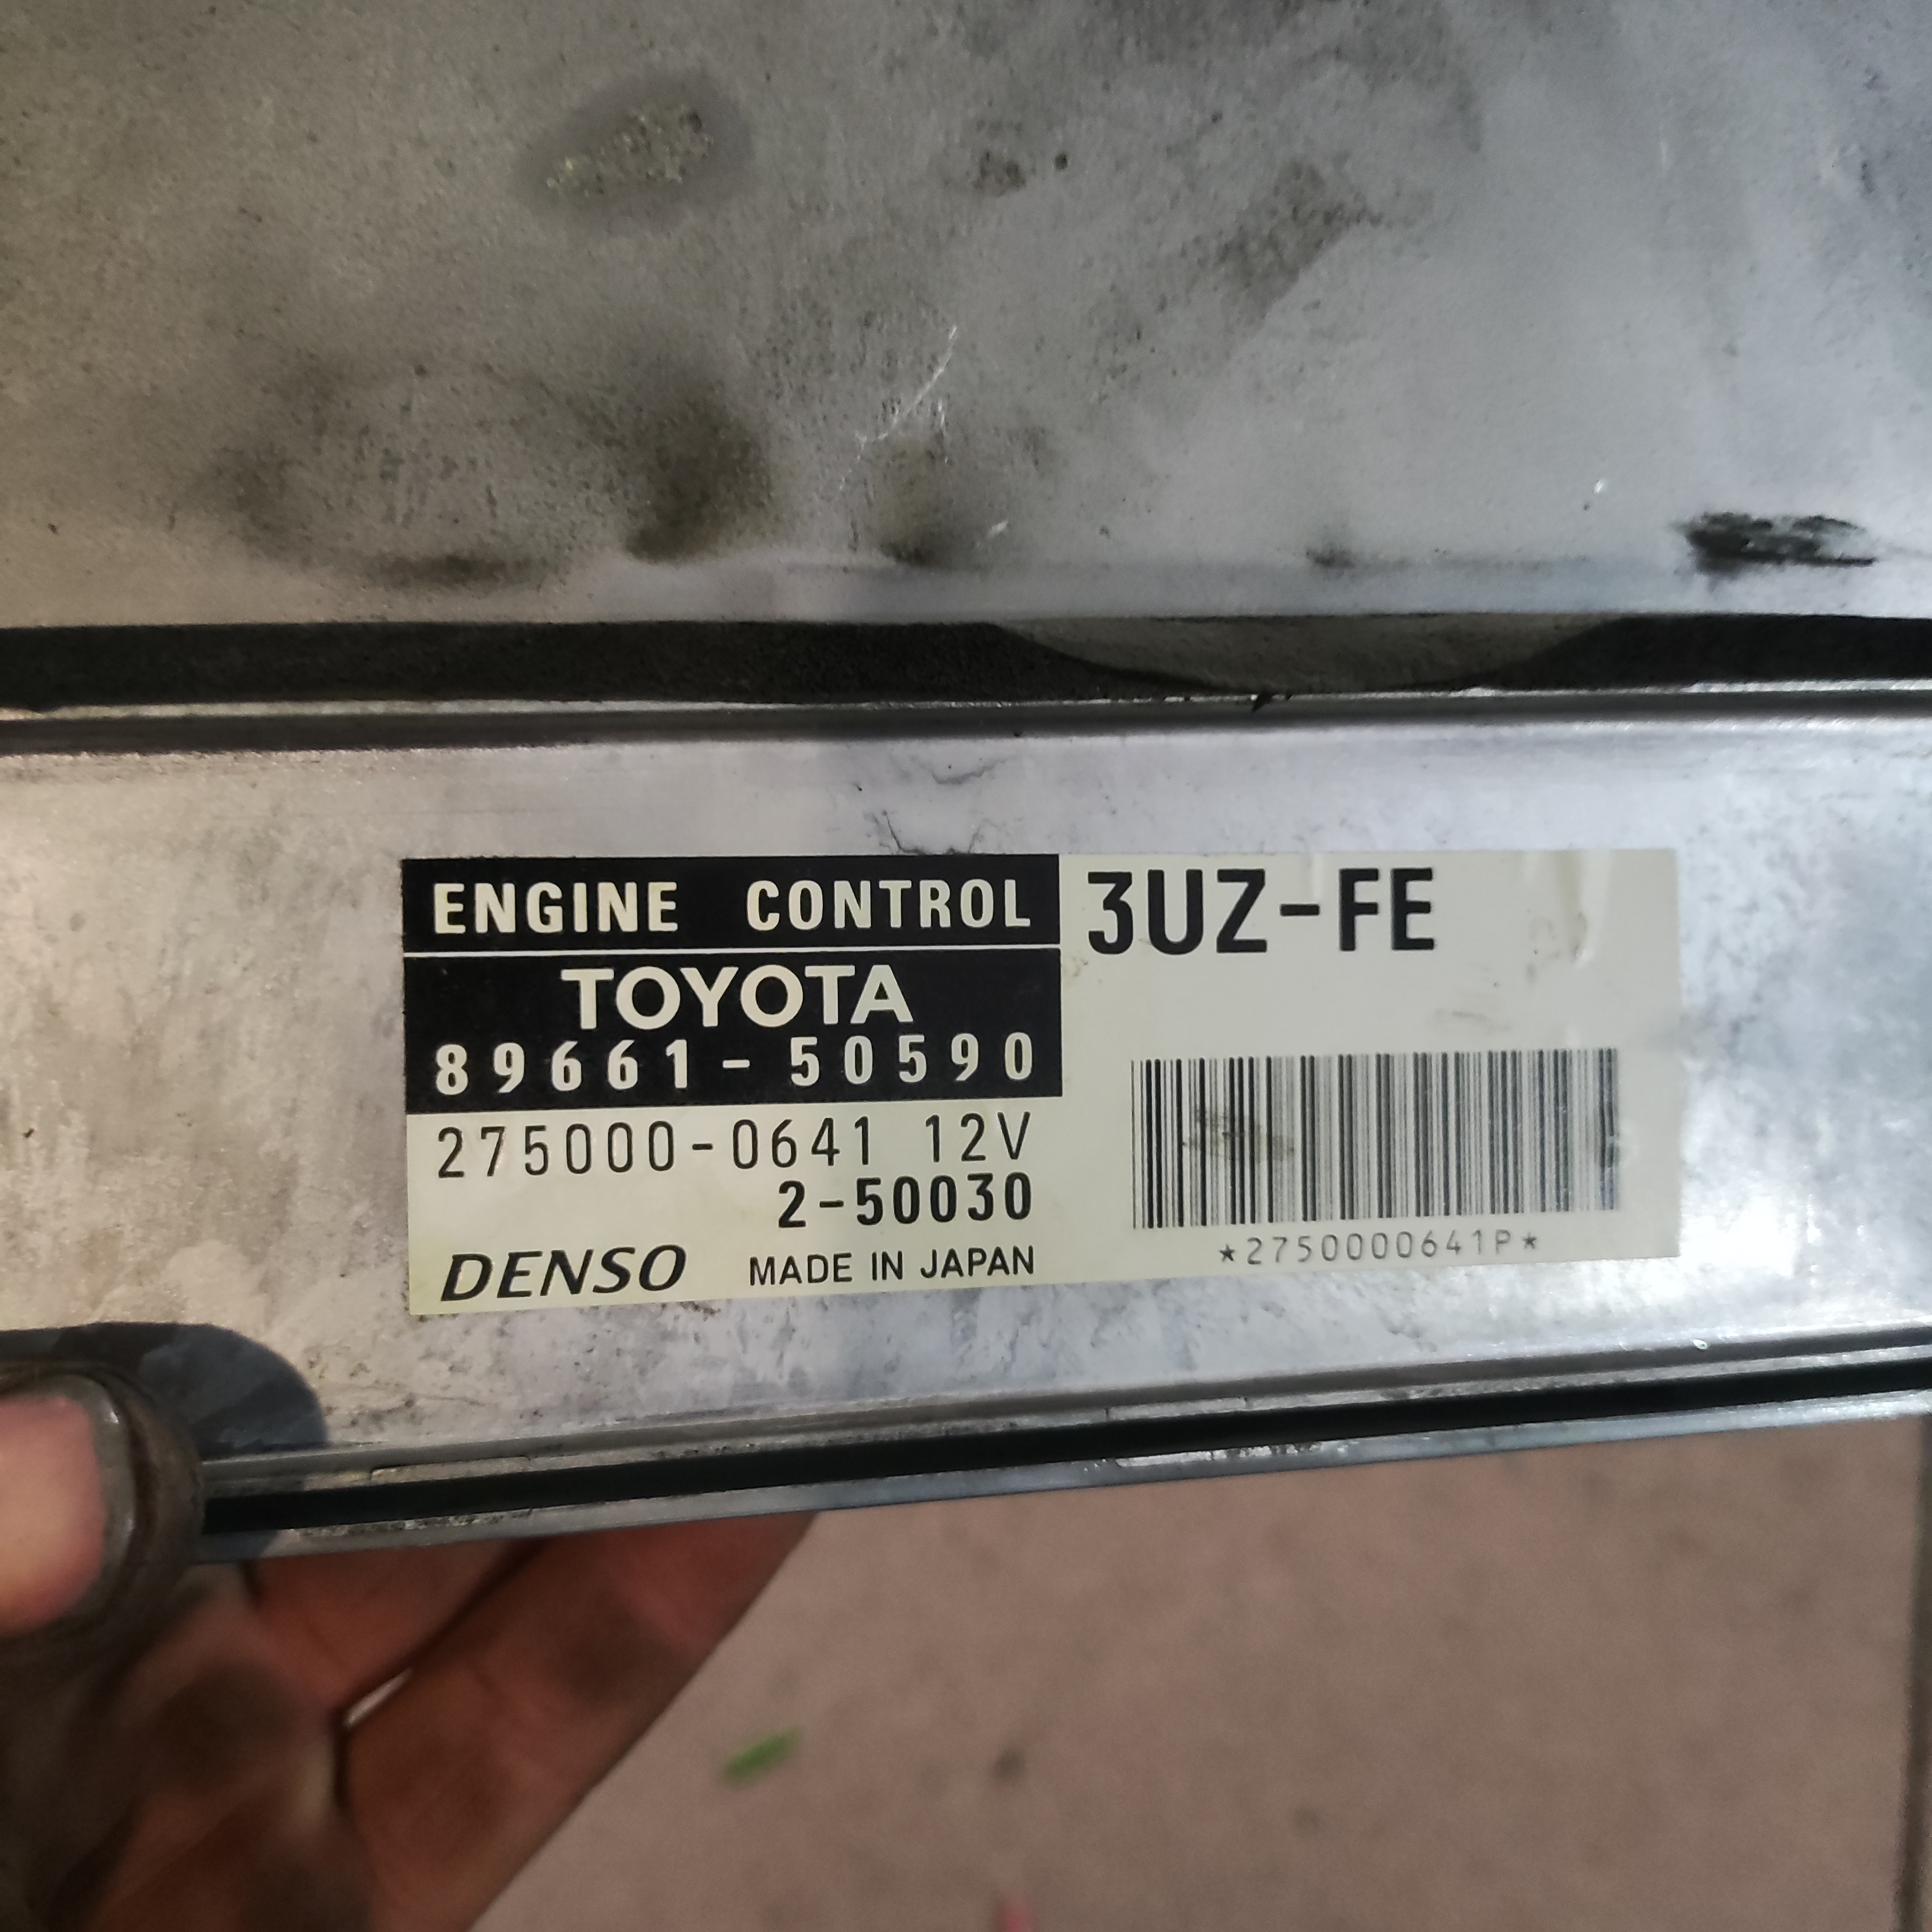 ENGINE CONTROL 3UZ-FE
TOYOTA
89661-50590
275000-0641 12V
2-50030
DENSO MADE IN JAPAN
*2750000641P*